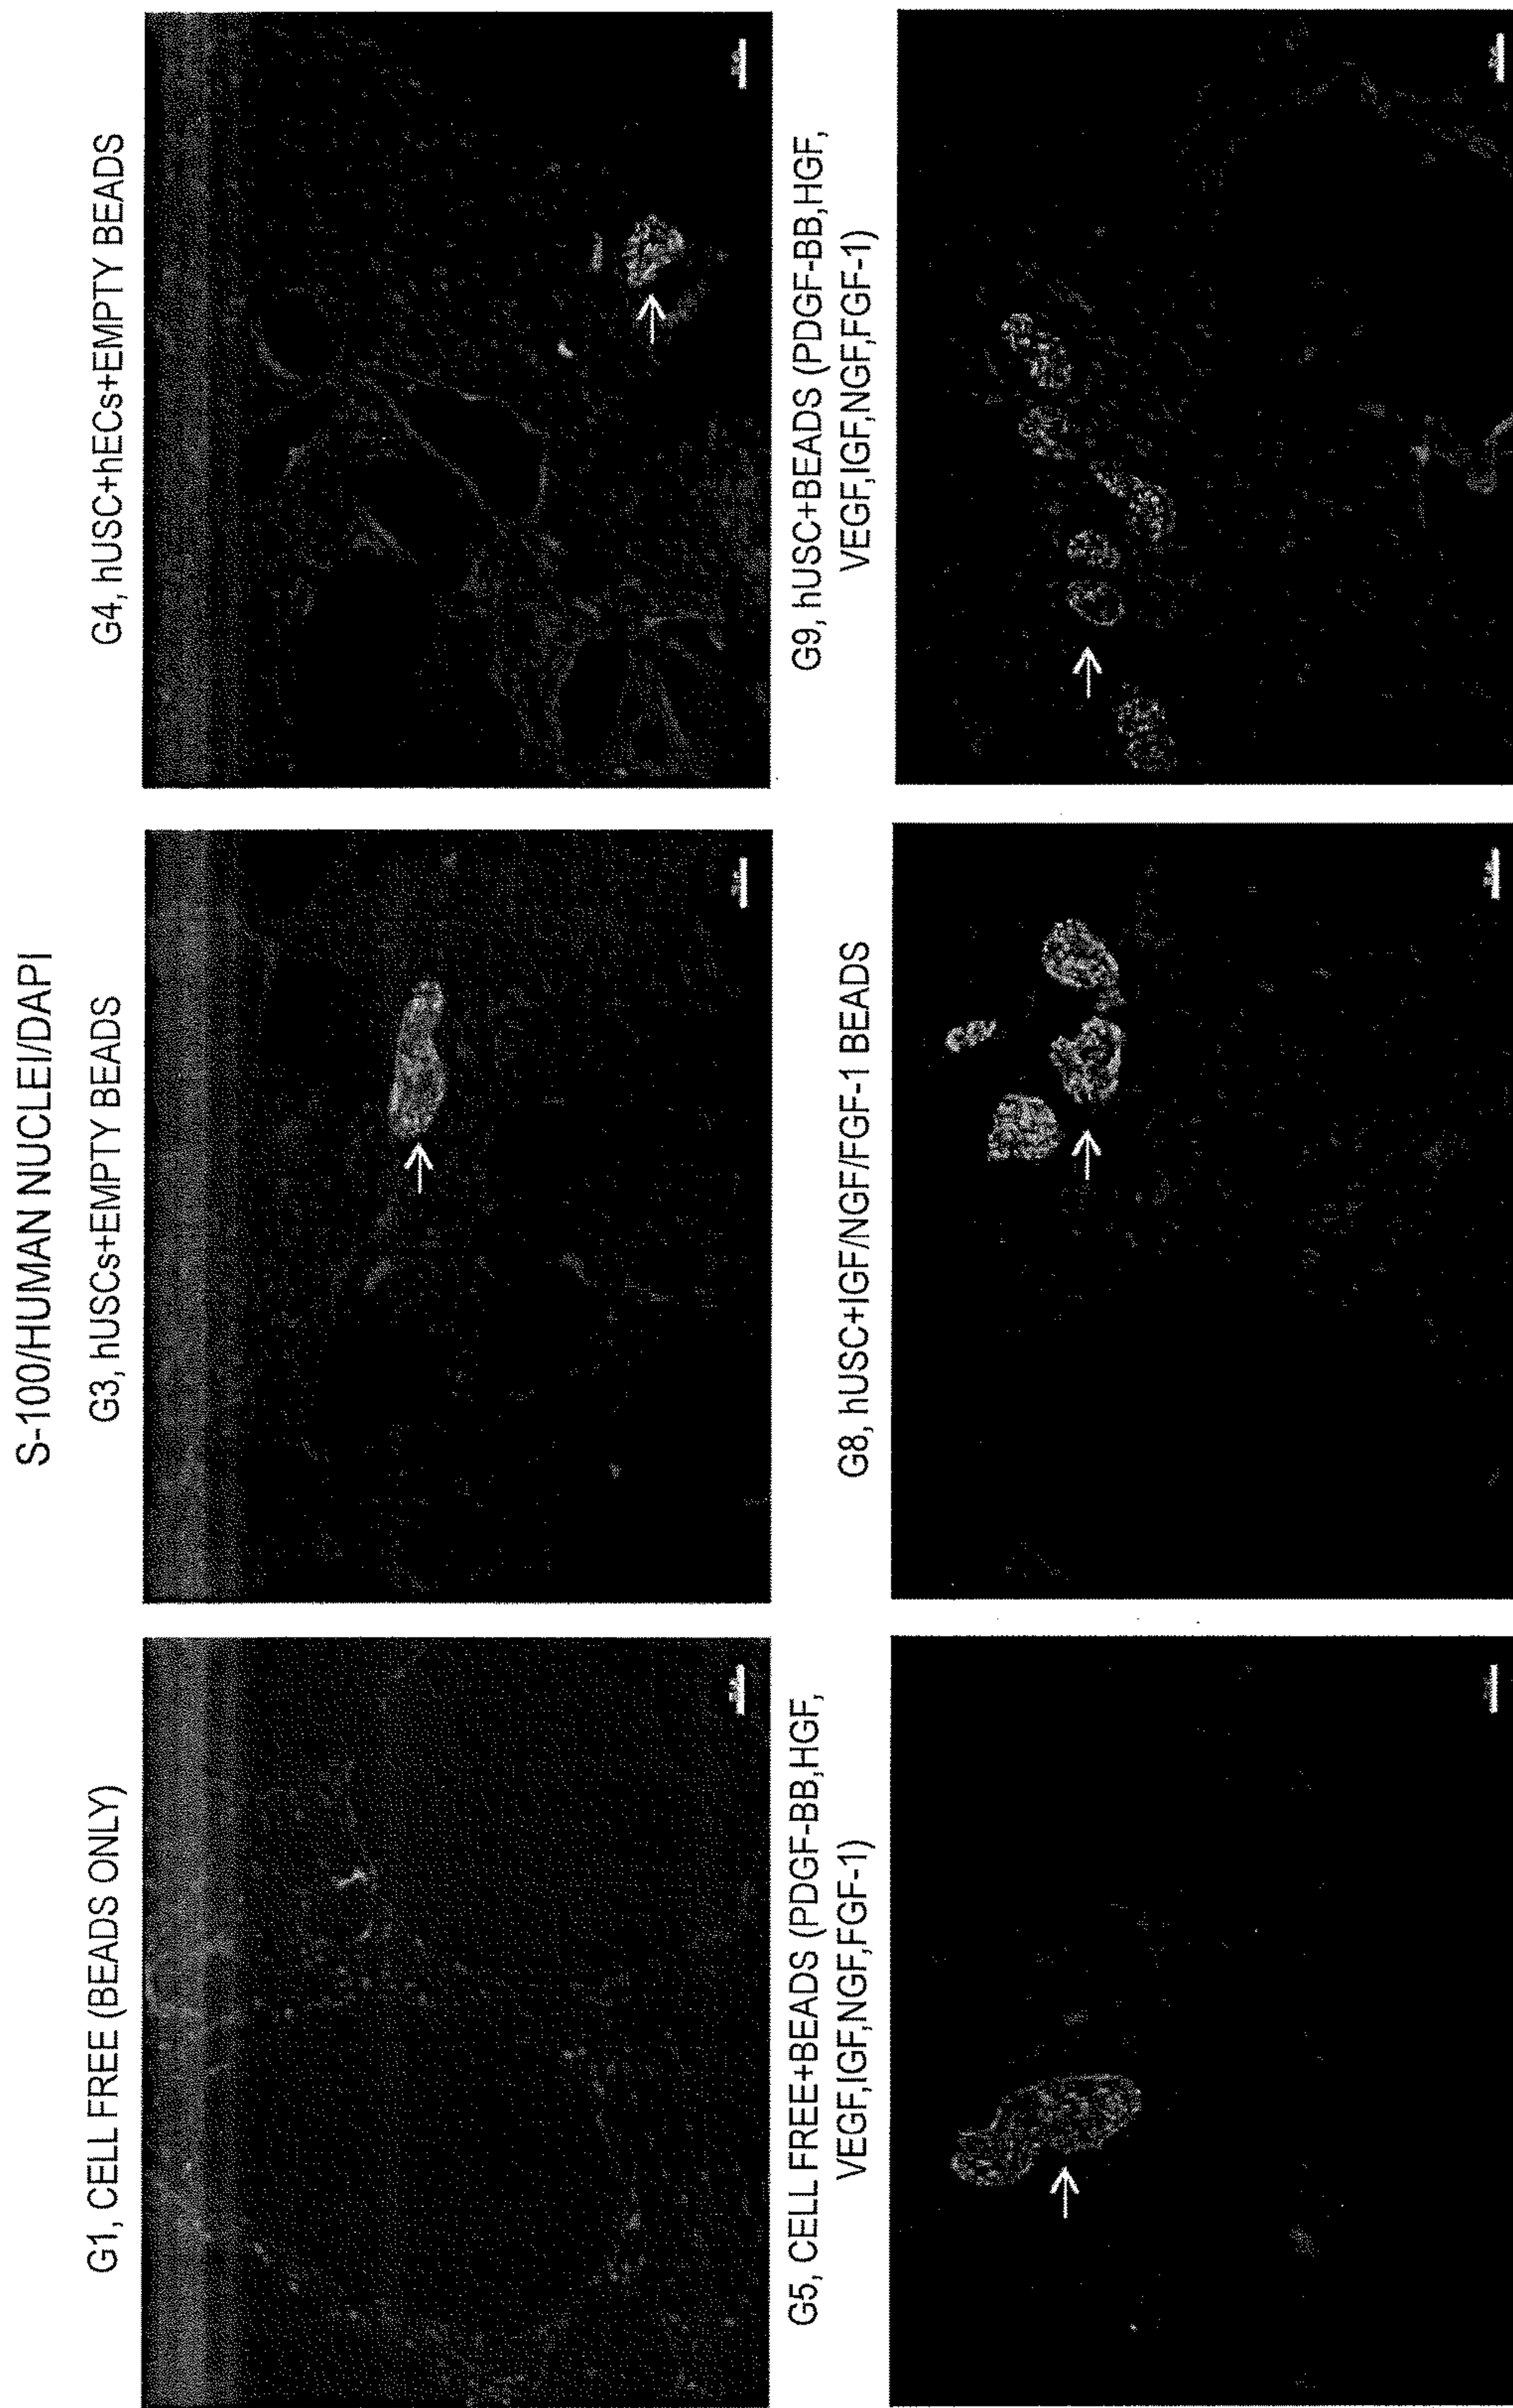 S-100/HUMAN NUCLEI/DAPI
G1, CELL FREE (BEADS ONLY)
G3, hUSCs+EMPTY BEADS
G4, hUSC+hECs+EMPTY BEADS
G5, CELL FREE+BEADS (PDGF-BB,HGF,
VEGF,IGF,NGF,FGF-1)
G8, hUSC+IGF/NGF/FGF-1 BEADS
G9, hUSC+BEADS (PDGF-BB,HGF,
VEGF,IGF,NGF,FGF-1)